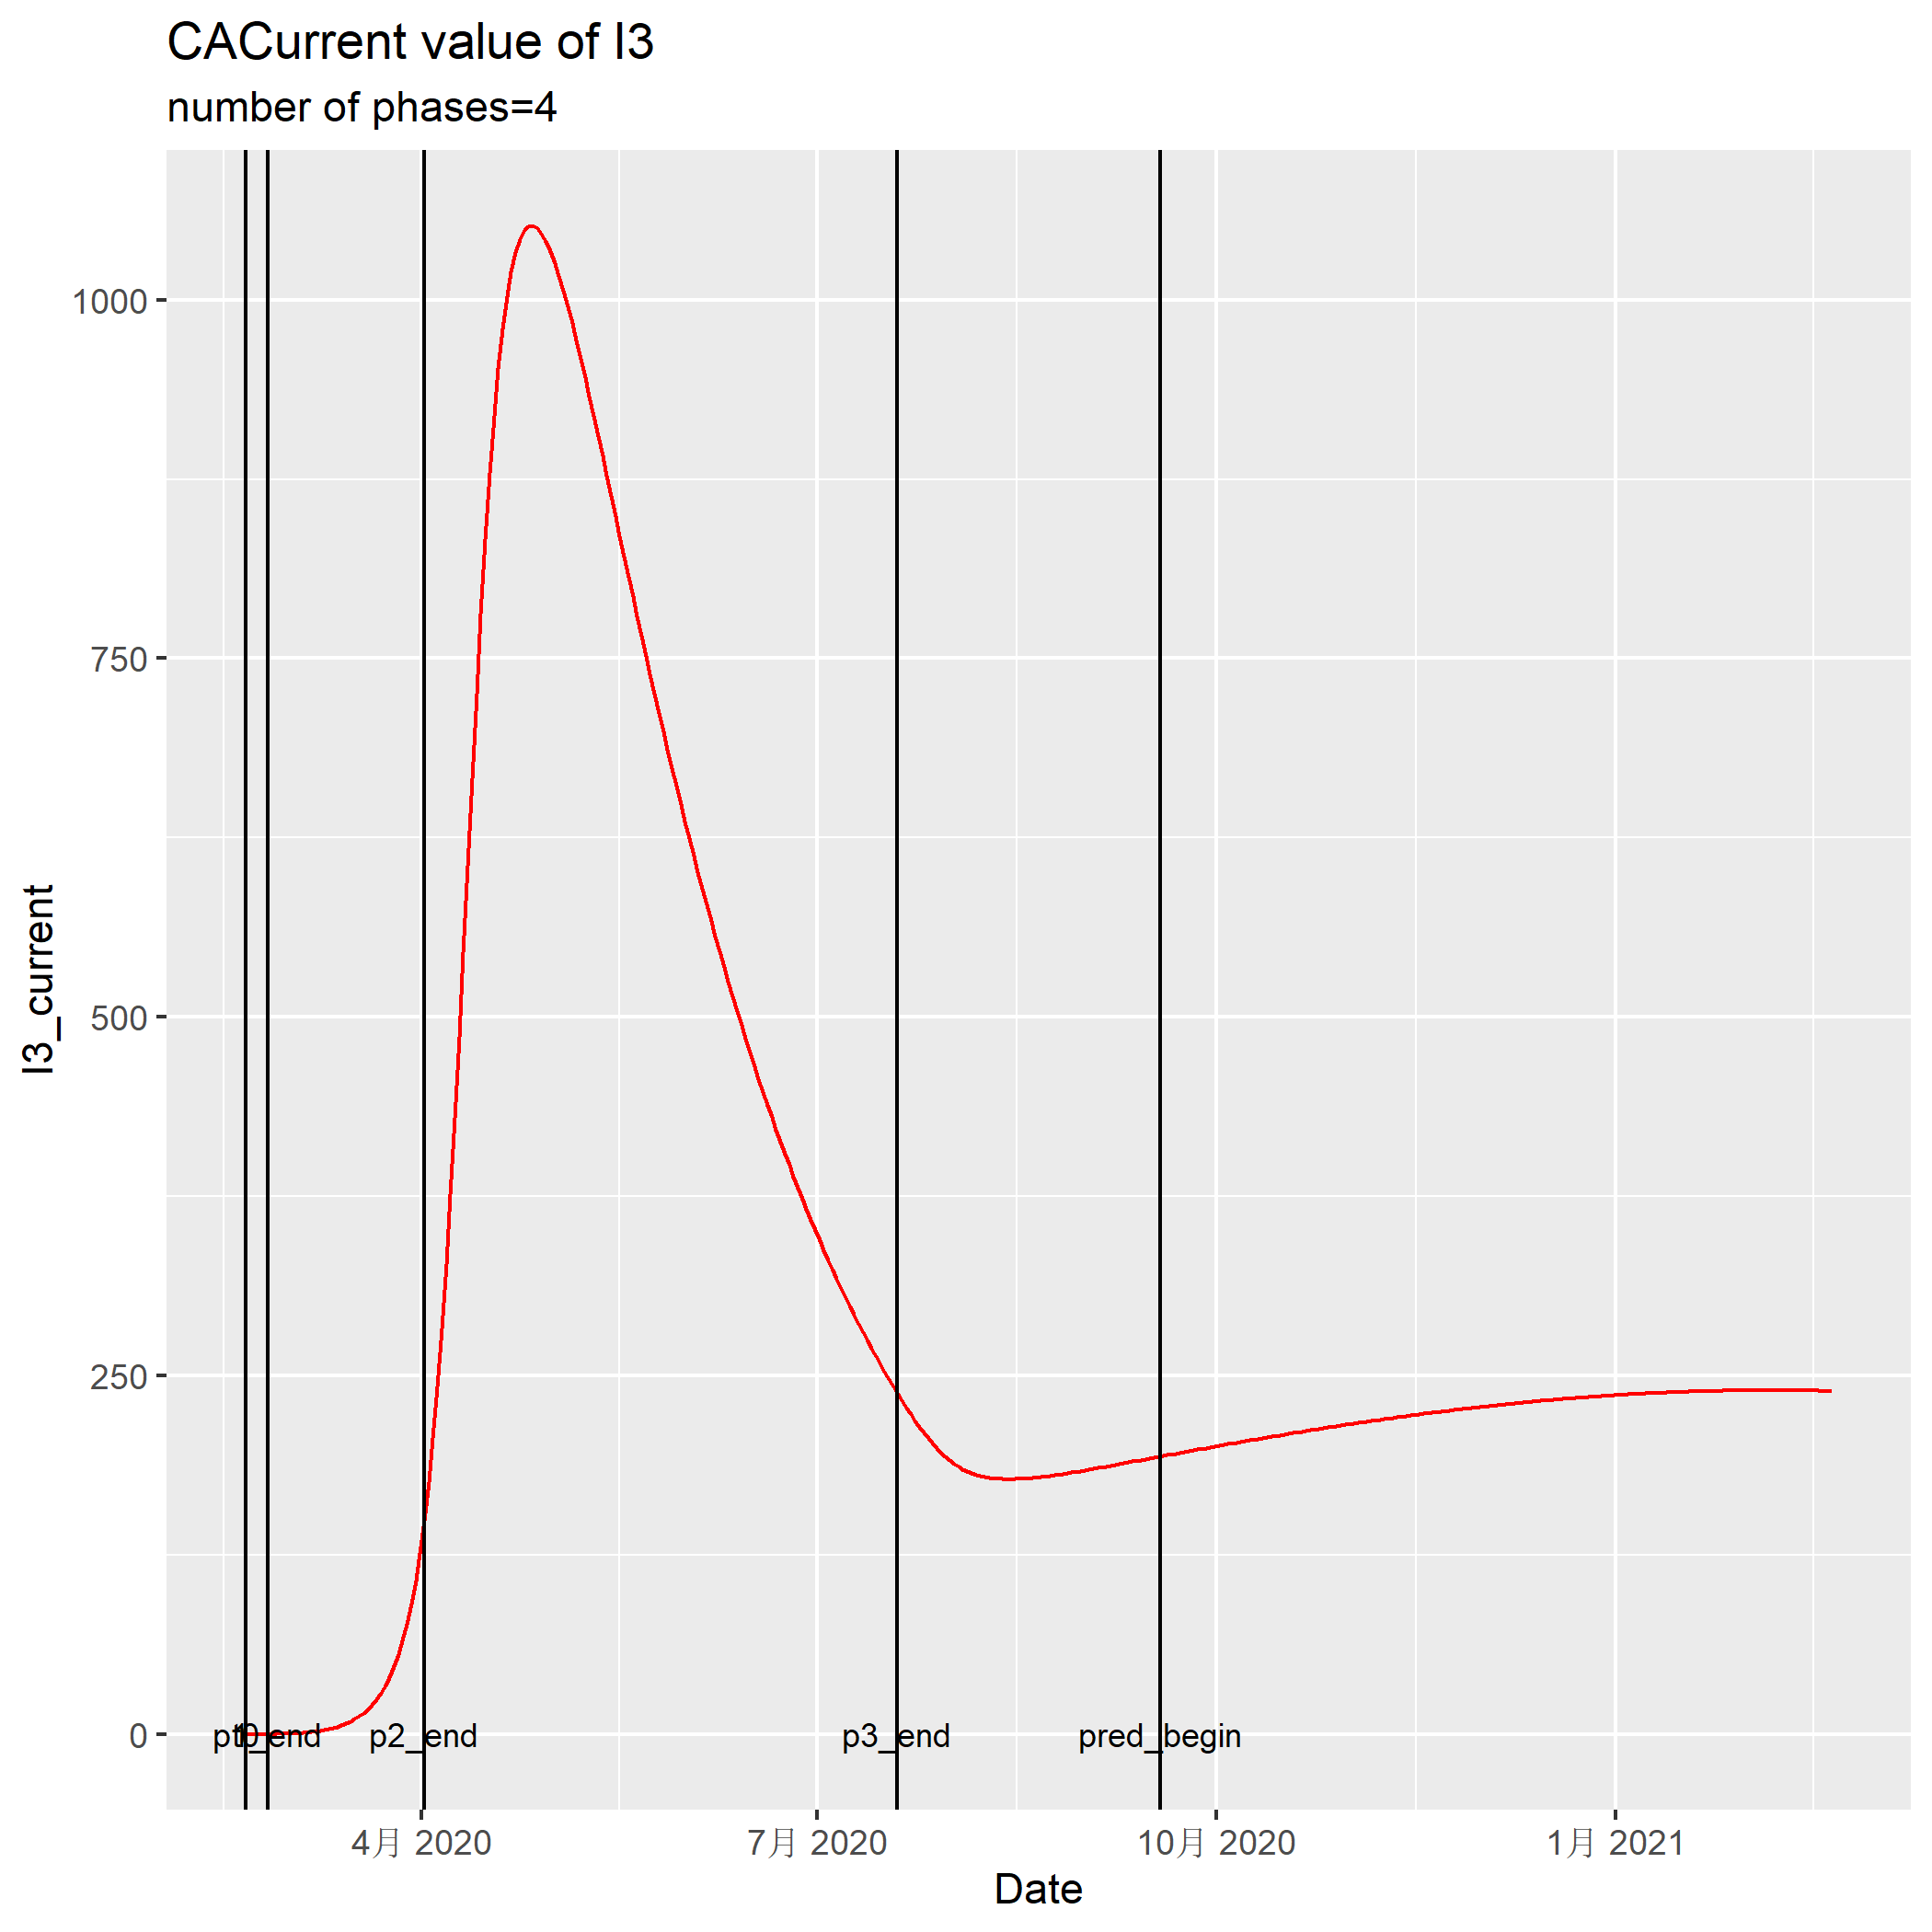 CACurrent value of I3
number of phases=4
I3_current
1000
750
500
250
0
p2_end
p3_end
pred_begin
4月 2020
7月 2020
10月 2020
1月 2021
Date